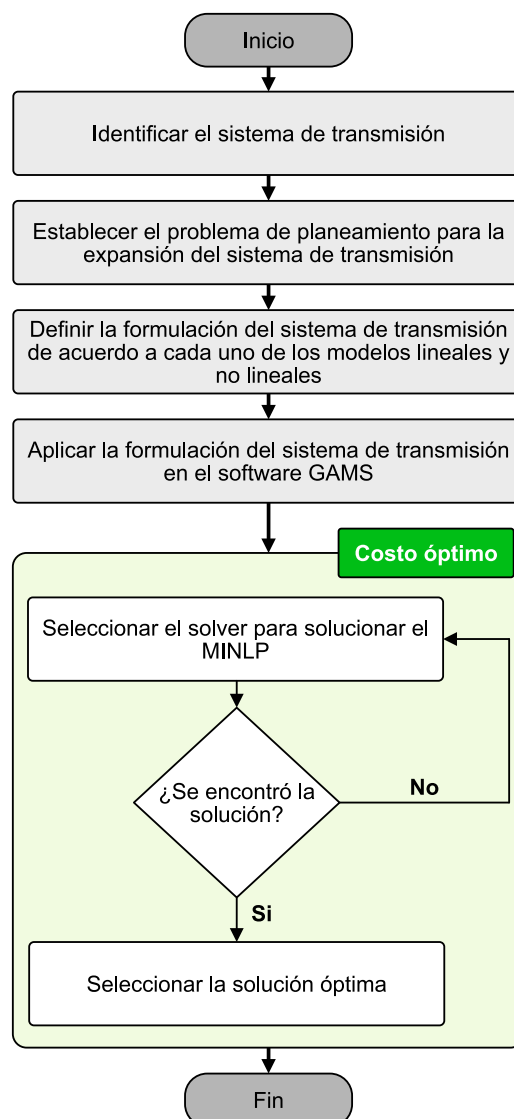 Inicio
Identificar el sistema de transmisión
Establecer el problema de planeamiento para la
expansión del sistema de transmisión
Definir la formulación del sistema de transmisión
de acuerdo a cada uno de los modelos lineales y
no lineales
Aplicar la formulación del sistema de transmisión
en el software GAMS
Costo óptimo
Seleccionar el solver para solucionar el
MINLP
¿Se encontró la
solución?
No
Si
Seleccionar la solución óptima
Fin